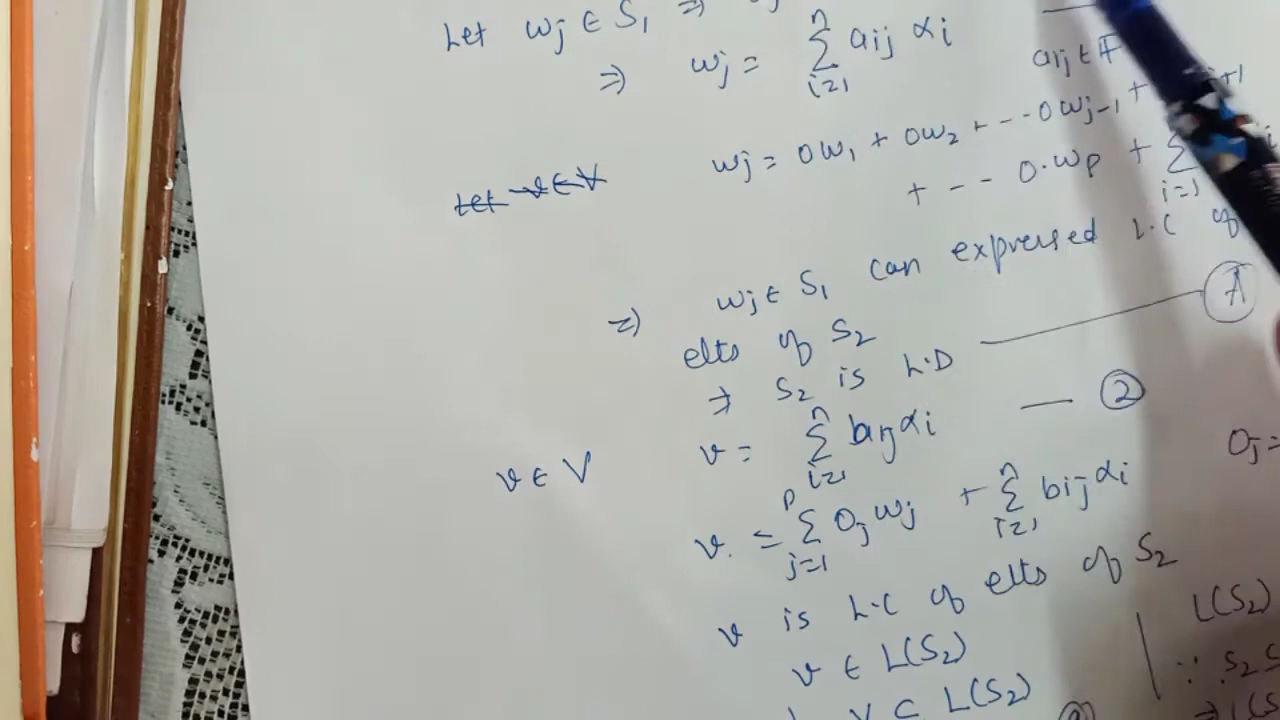 Let wj ∈ S1 ⇒
⇒ wj = Σ_{i=1}^{n} aij αi
aij ∈ F
wj = 0w1 + 0w2 + --- 0wj-1 +
+ -- 0·wp + Σ_{i=1}
Let v ∈ V
⇒ wj ∈ S1 can expressed L.C of
elts of S2
A
⇒ S2 is L.D
v ∈ V v = Σ_{i=1}^{n} bij αi — 2
v = Σ_{j=1}^{p} 0j wj + Σ_{i=1}^{n} bij αi
0j =
v is L.C of elts of S2
v ∈ L(S2)
V ⊂ L(S2)
L(S2)
∵ S2 ⊆